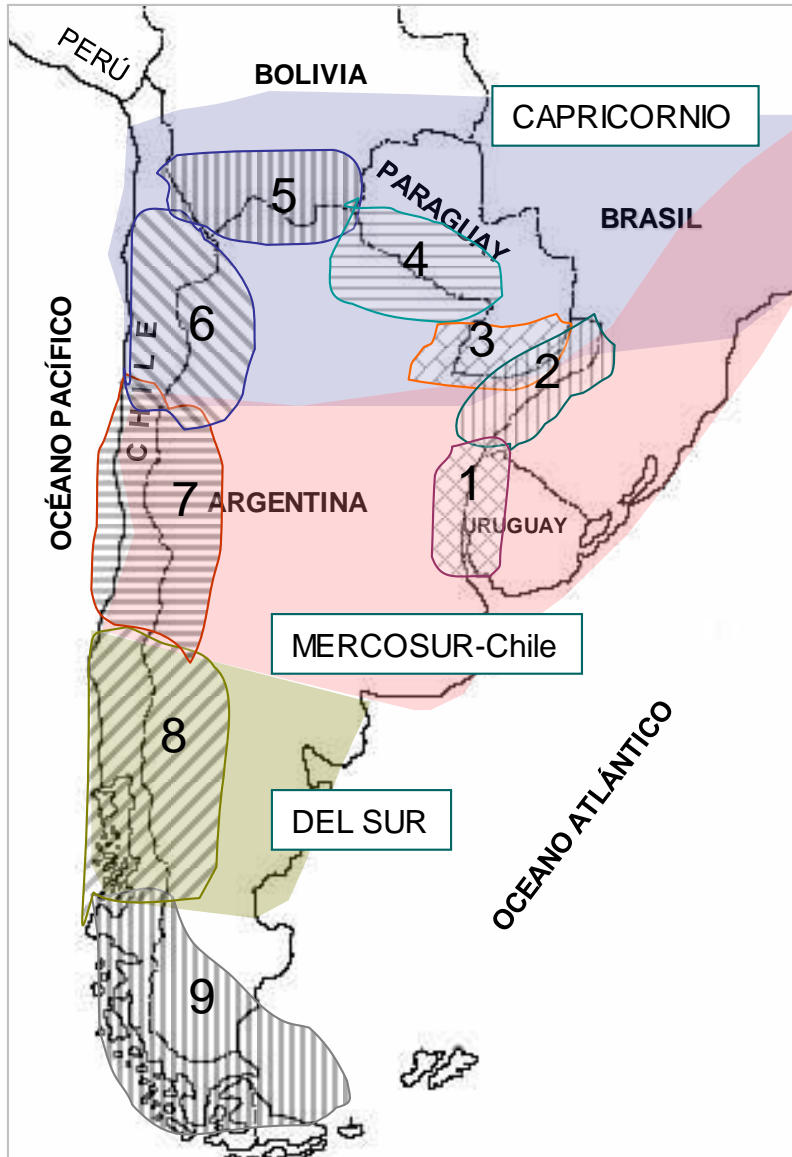 PERÚ
BOLIVIA
CAPRICORNIO
PARAGUAY
BRASIL
5
4
6
3
2
CHILE
OCÉANO PACÍFICO
7
ARGENTINA
1
URUGUAY
MERCOSUR-Chile
8
DEL SUR
OCEANO ATLÁNTICO
9